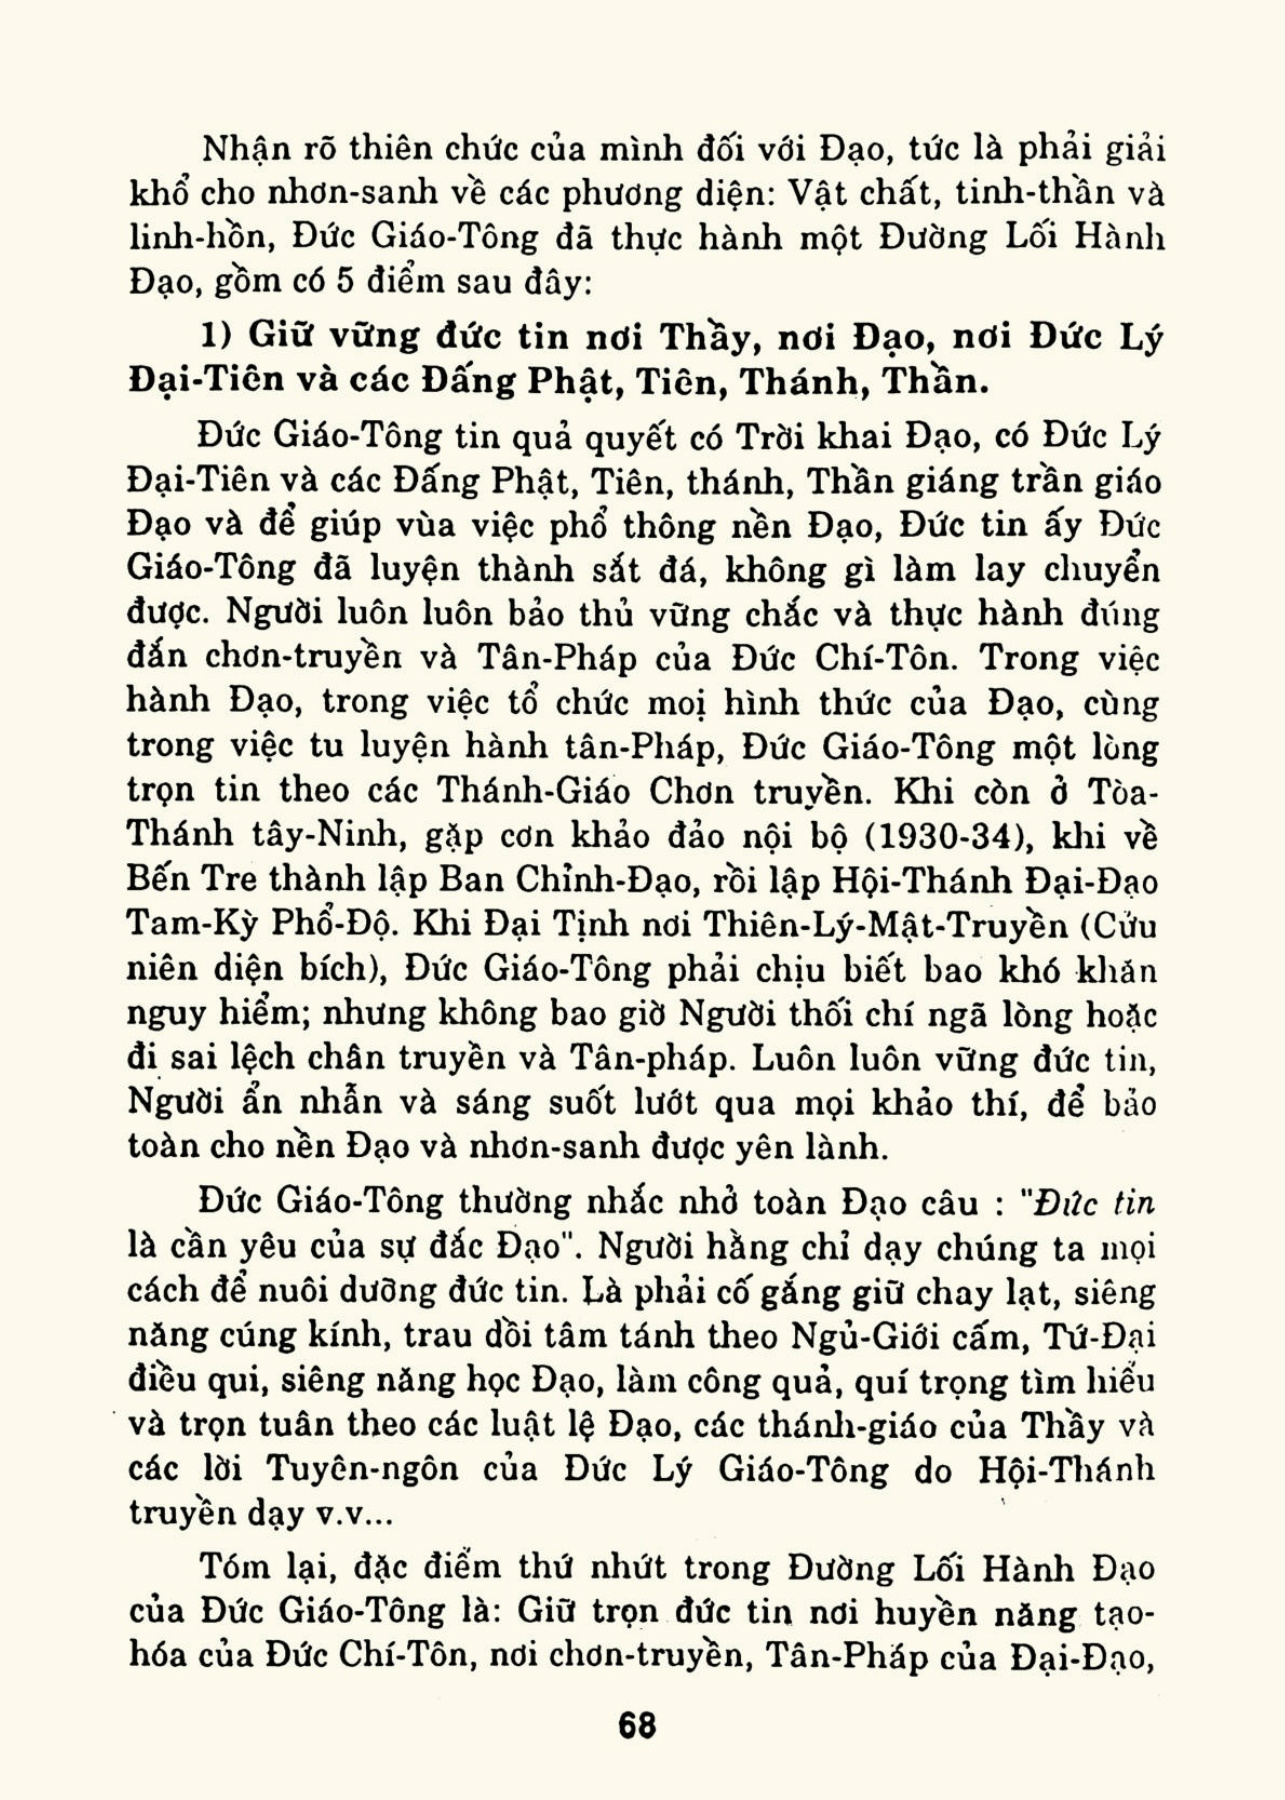 Nhận rõ thiên chức của mình đối với Đạo, tức là phải giải
khổ cho nhơn-sanh về các phương diện: Vật chất, tinh-thần và
linh-hồn, Đức Giáo-Tông đã thực hành một Đường Lối Hành
Đạo, gồm có 5 điểm sau đây:
1) Giữ vững đức tin nơi Thầy, nơi Đạo, nơi Đức Lý
Đại-Tiên và các Đấng Phật, Tiên, Thánh, Thần.
Đức Giáo-Tông tin quả quyết có Trời khai Đạo, có Đức Lý
Đại-Tiên và các Đấng Phật, Tiên, thánh, Thần giáng trần giáo
Đạo và để giúp vùa việc phổ thông nền Đạo, Đức tin ấy Đức
Giáo-Tông đã luyện thành sắt đá, không gì làm lay chuyển
được. Người luôn luôn bảo thủ vững chắc và thực hành đúng
đắn chơn-truyền và Tân-Pháp của Đức Chí-Tôn. Trong việc
hành Đạo, trong việc tổ chức mọi hình thức của Đạo, cùng
trong việc tu luyện hành tân-Pháp, Đức Giáo-Tông một lòng
trọn tin theo các Thánh-Giáo Chơn truyền. Khi còn ở Tòa-
Thánh tây-Ninh, gặp cơn khảo đảo nội bộ (1930-34), khi về
Bến Tre thành lập Ban Chỉnh-Đạo, rồi lập Hội-Thánh Đại-Đạo
Tam-Kỳ Phổ-Độ. Khi Đại Tịnh nơi Thiên-Lý-Mật-Truyền (Cửu
niên diện bích), Đức Giáo-Tông phải chịu biết bao khó khăn
nguy hiểm; nhưng không bao giờ Người thối chí ngã lòng hoặc
đi sai lệch chân truyền và Tân-pháp. Luôn luôn vững đức tin,
Người ẩn nhẫn và sáng suốt lướt qua mọi khảo thí, để bảo
toàn cho nền Đạo và nhơn-sanh được yên lành.
Đức Giáo-Tông thường nhắc nhở toàn Đạo câu : "Đức tin
là cần yêu của sự đắc Đạo". Người hằng chỉ dạy chúng ta mọi
cách để nuôi dưỡng đức tin. Là phải cố gắng giữ chay lạt, siêng
năng cúng kính, trau dồi tâm tánh theo Ngủ-Giới cấm, Tứ-Đại
điều qui, siêng năng học Đạo, làm công quả, quí trọng tìm hiểu
và trọn tuân theo các luật lệ Đạo, các thánh-giáo của Thầy và
các lời Tuyên-ngôn của Đức Lý Giáo-Tông do Hội-Thánh
truyền dạy v.v...
Tóm lại, đặc điểm thứ nhứt trong Đường Lối Hành Đạo
của Đức Giáo-Tông là: Giữ trọn đức tin nơi huyền năng tạo-
hóa của Đức Chí-Tôn, nơi chơn-truyền, Tân-Pháp của Đại-Đạo,
68